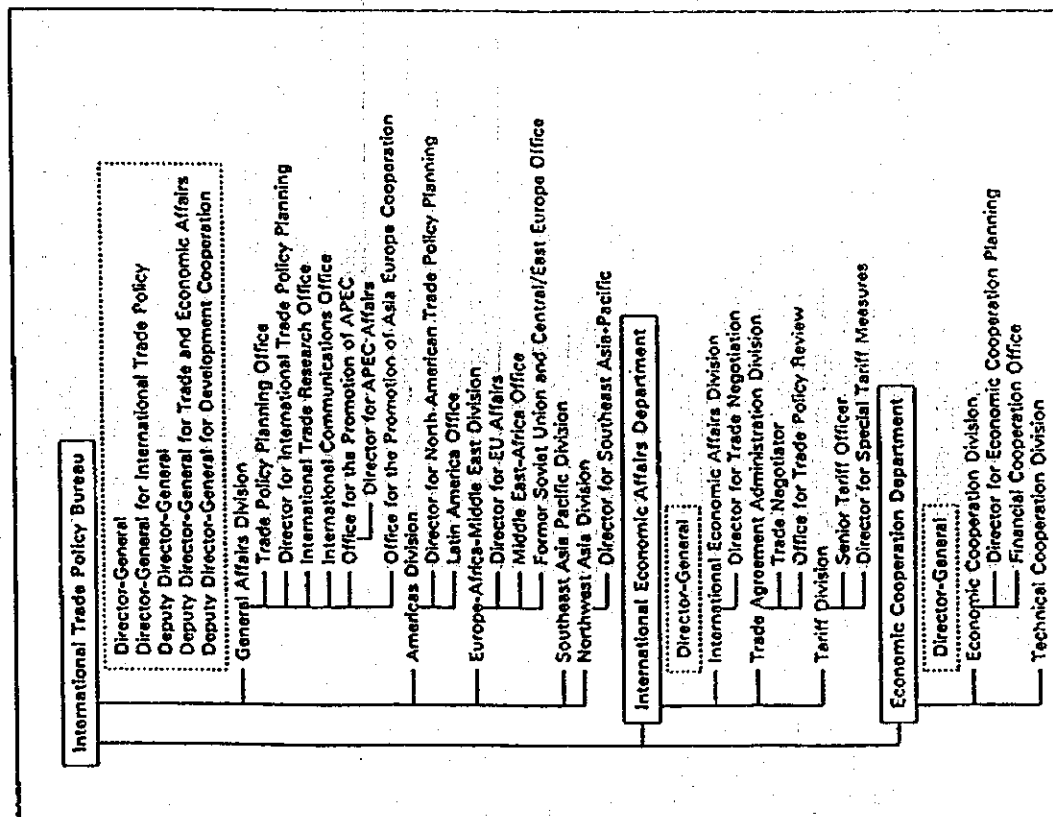 International Trade Policy Bureau
Director-General
Director-General for International Trade Policy
Deputy Director-General
Deputy Director-General for Trade and Economic Affairs
Deputy Director-General for Development Cooperation
General Affairs Division
Trade Policy Planning Office
Director for International Trade Policy Planning
International Trade Research Office
International Communications Office
Office for the Promotion of APEC
Director for APEC Affairs
Office for the Promotion of Asia Europe Cooperation
Americas Division
Director for North American Trade Policy Planning
Latin America Office
Europe-Africa-Middle East Division
Director for EU Affairs
Middle East-Africa Office
Formor Soviet Union and Central/East Europe Office
Southeast Asia Pacific Division
Northwest Asia Division
Director for Southeast Asia-Pacific
International Economic Affairs Department
Director-General
International Economic Affairs Division
Director for Trade Negotiation
Trade Agreement Administration Division
Trade Negotiator
Office for Trade Policy Review
Tariff Division
Senior Tariff Officer
Director for Special Tariff Measures
Economic Cooperation Department
Director-General
Economic Cooperation Division
Director for Economic Cooperation Planning
Financial Cooperation Office
Technical Cooperation Division